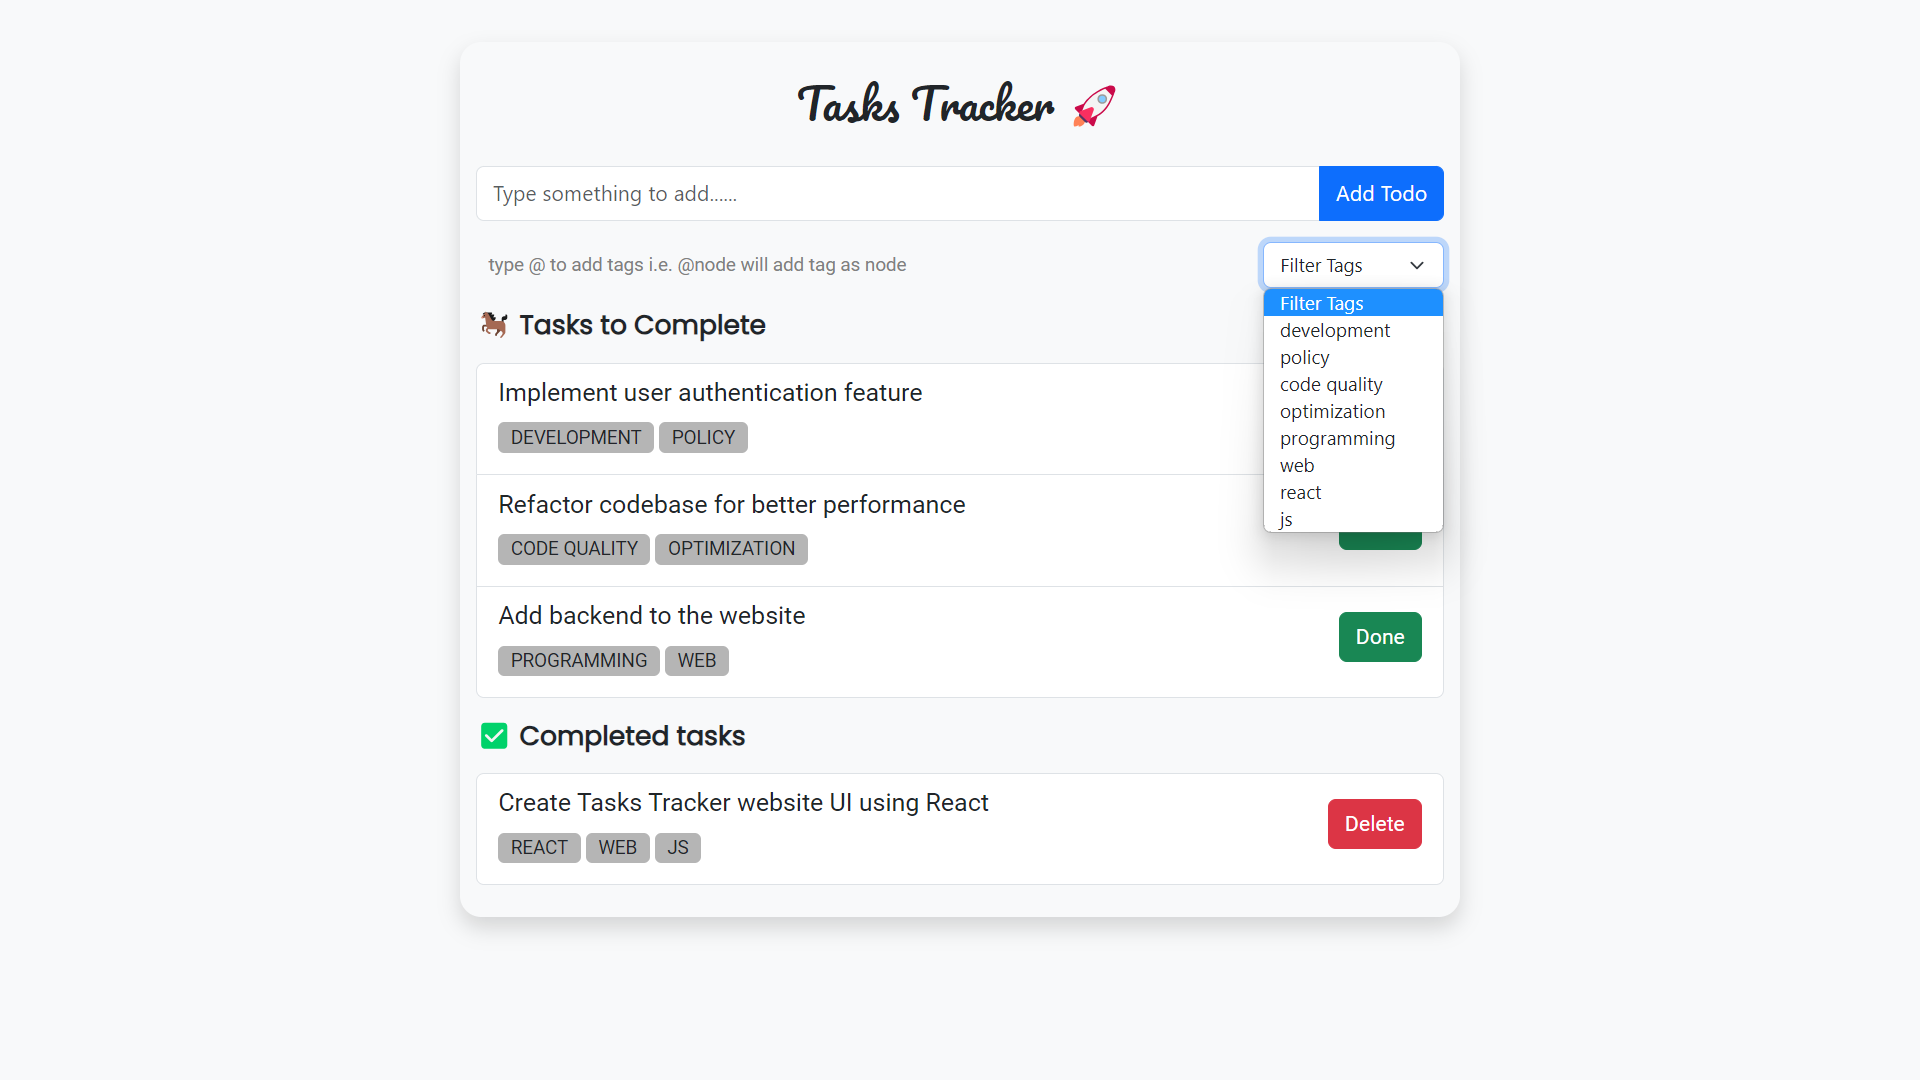 Tasks Tracker 🚀
Type something to add......
Add Todo
type @ to add tags i.e. @node will add tag as node
Filter Tags
Filter Tags
development
policy
code quality
optimization
programming
web
react
js
🐎 Tasks to Complete
Implement user authentication feature
DEVELOPMENT POLICY
Refactor codebase for better performance
CODE QUALITY OPTIMIZATION
Add backend to the website
PROGRAMMING WEB
Done
✅ Completed tasks
Create Tasks Tracker website UI using React
REACT WEB JS
Delete